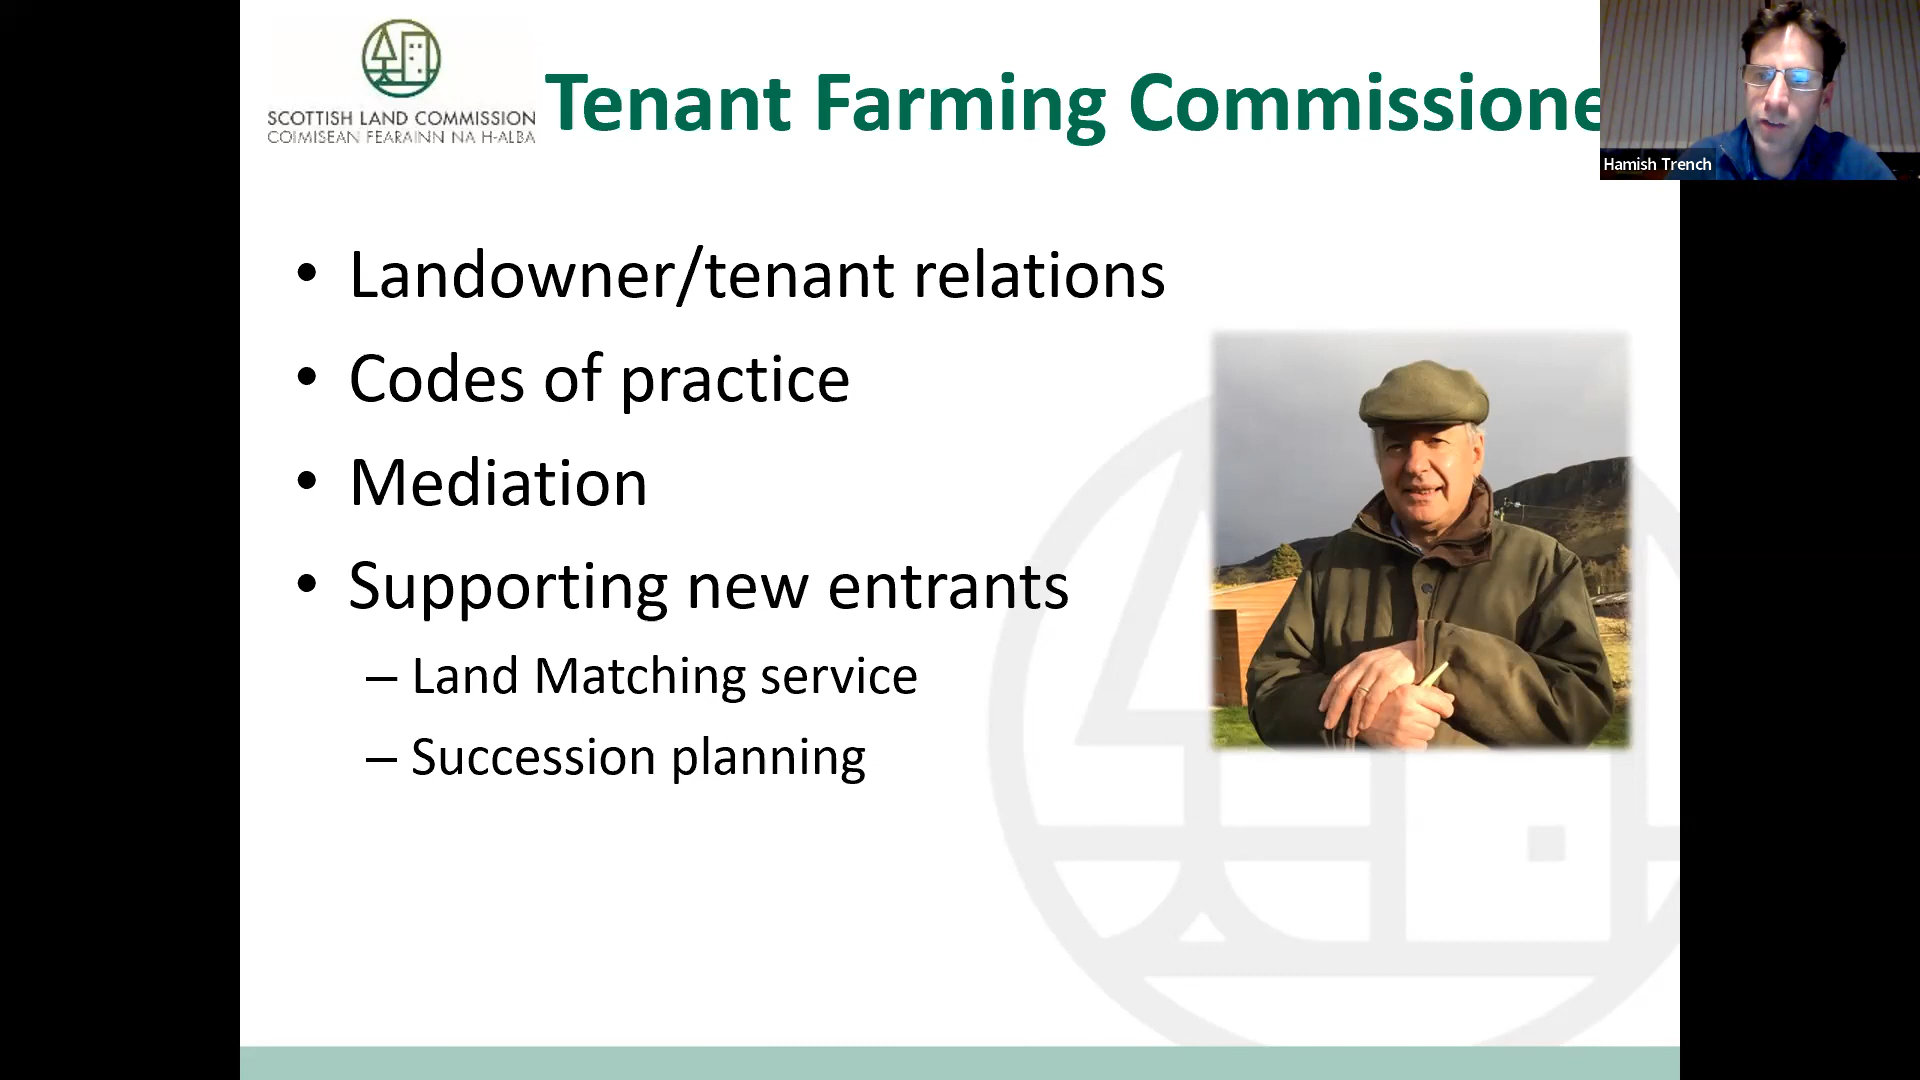 SCOTTISH LAND COMMISSION
COIMISEAN FEARAINN NA H-ALBA
Tenant Farming Commissione
Hamish Trench
• Landowner/tenant relations
• Codes of practice
• Mediation
• Supporting new entrants
– Land Matching service
– Succession planning